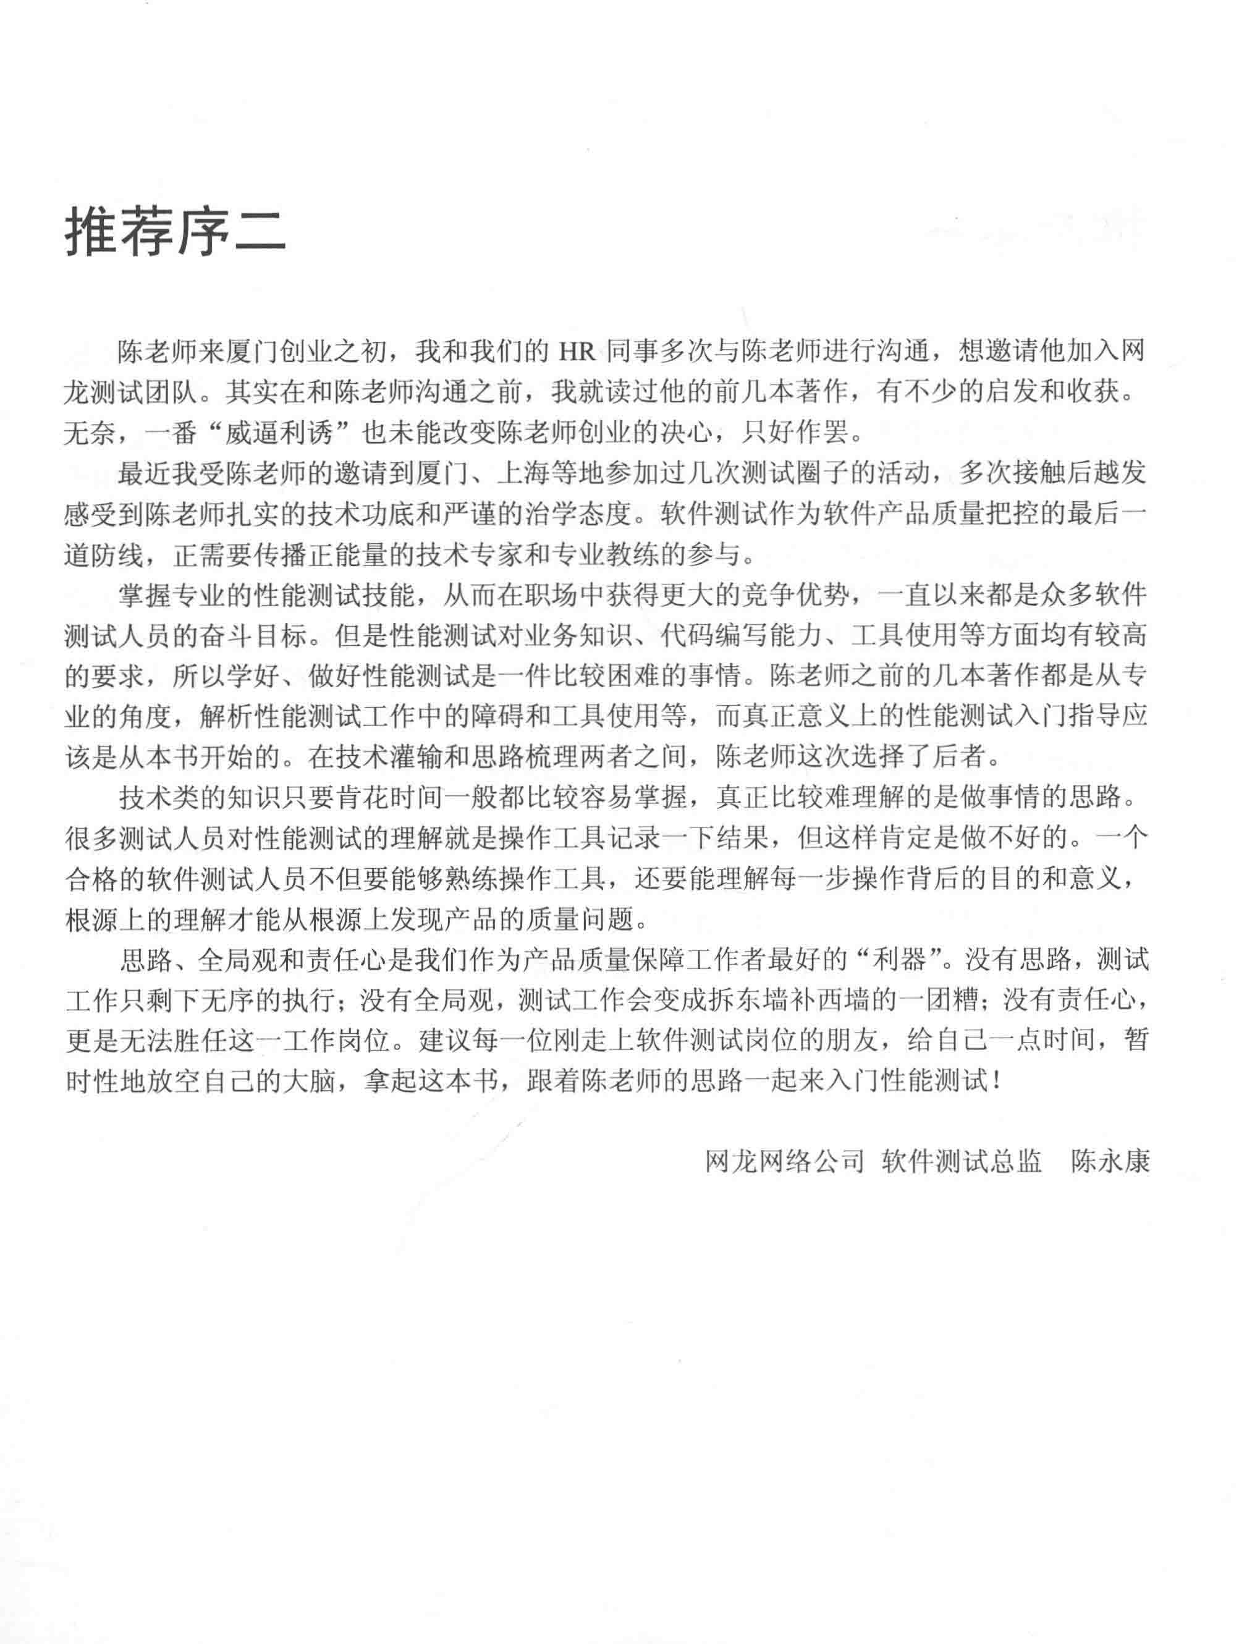 推荐序二
陈老师来厦门创业之初，我和我们的 HR 同事多次与陈老师进行沟通，想邀请他加入网
龙测试团队。其实在和陈老师沟通之前，我就读过他的前几本著作，有不少的启发和收获。
无奈，一番“威逼利诱”也未能改变陈老师创业的决心，只好作罢。
最近我受陈老师的邀请到厦门、上海等地参加过几次测试圈子的活动，多次接触后越发
感受到陈老师扎实的技术功底和严谨的治学态度。软件测试作为软件产品质量把控的最后一
道防线，正需要传播正能量的技术专家和专业教练的参与。
掌握专业的性能测试技能，从而在职场中获得更大的竞争优势，一直以来都是众多软件
测试人员的奋斗目标。但是性能测试对业务知识、代码编写能力、工具使用等方面均有较高
的要求，所以学好、做好性能测试是一件比较困难的事情。陈老师之前的几本著作都是从专
业的角度，解析性能测试工作中的障碍和工具使用等，而真正意义上的性能测试入门指导应
该是从本书开始的。在技术灌输和思路梳理两者之间，陈老师这次选择了后者。
技术类的知识只要肯花时间一般都比较容易掌握，真正比较难理解的是做事情的思路。
很多测试人员对性能测试的理解就是操作工具记录一下结果，但这样肯定是做不好的。一个
合格的软件测试人员不但要能够熟练操作工具，还要能理解每一步操作背后的目的和意义，
根源上的理解才能从根源上发现产品的质量问题。
思路、全局观和责任心是我们作为产品质量保障工作者最好的“利器”。没有思路，测试
工作只剩下无序的执行；没有全局观，测试工作会变成拆东墙补西墙的一团糟；没有责任心，
更是无法胜任这一工作岗位。建议每一位刚走上软件测试岗位的朋友，给自己一点时间，暂
时性地放空自己的大脑，拿起这本书，跟着陈老师的思路一起来入门性能测试！
网龙网络公司 软件测试总监　陈永康